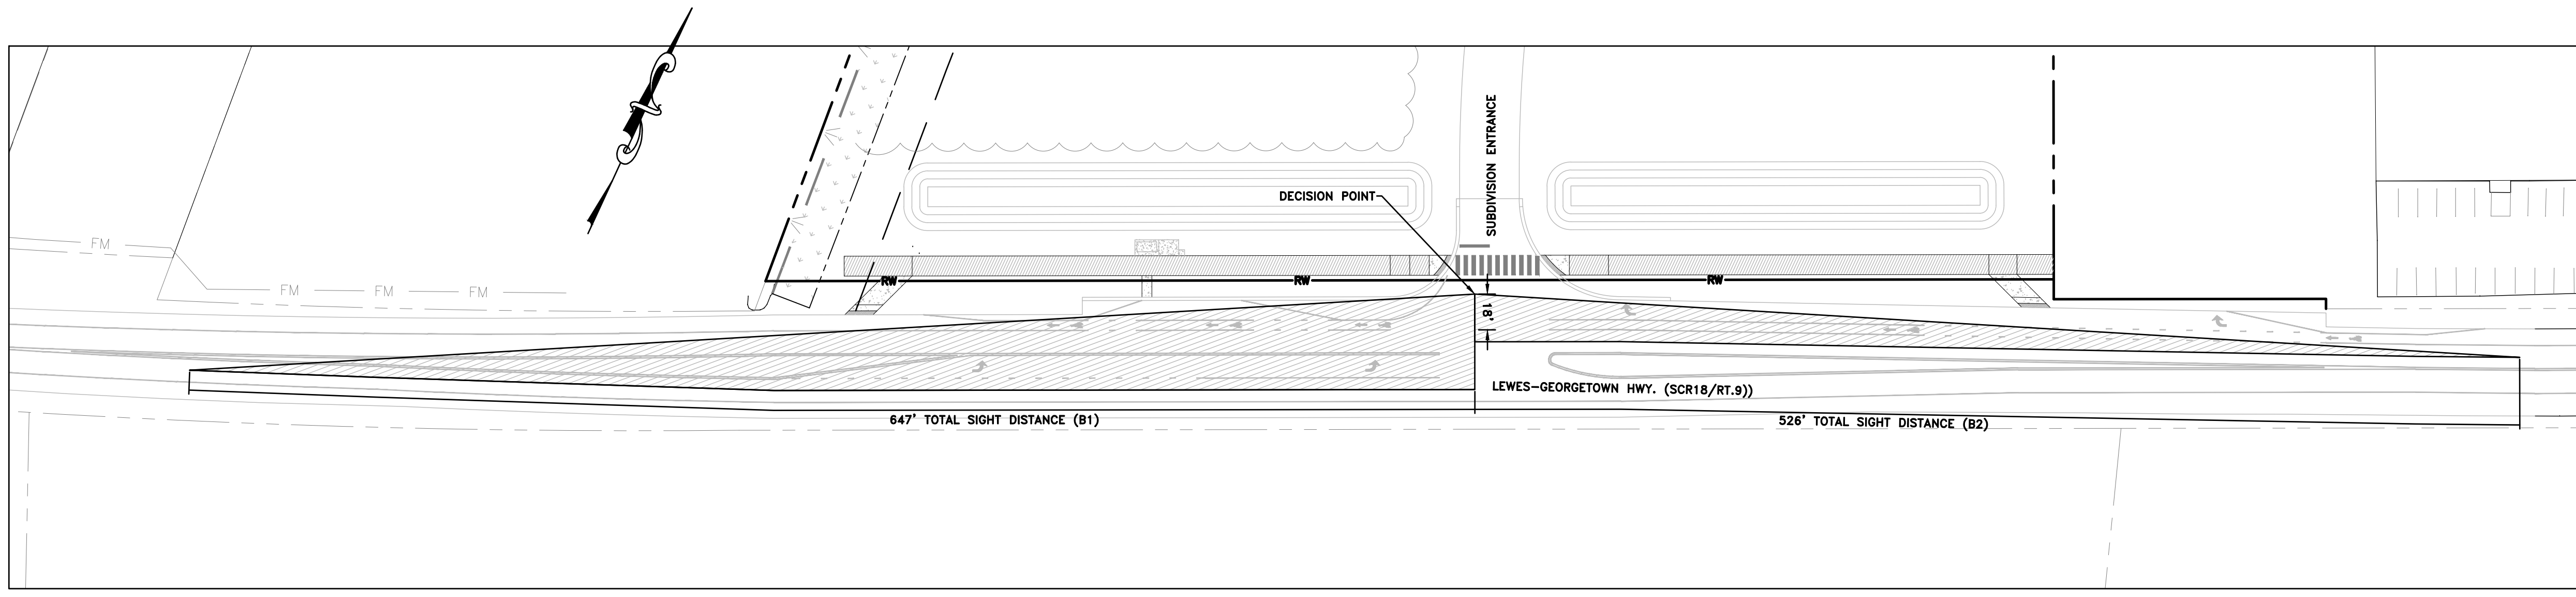 SUBDIVISION ENTRANCE
DECISION POINT
FM
FM
FM
FM
RW
RW
RW
18'
LEWES-GEORGETOWN HWY. (SCR18/RT.9))
647' TOTAL SIGHT DISTANCE (B1)
526' TOTAL SIGHT DISTANCE (B2)